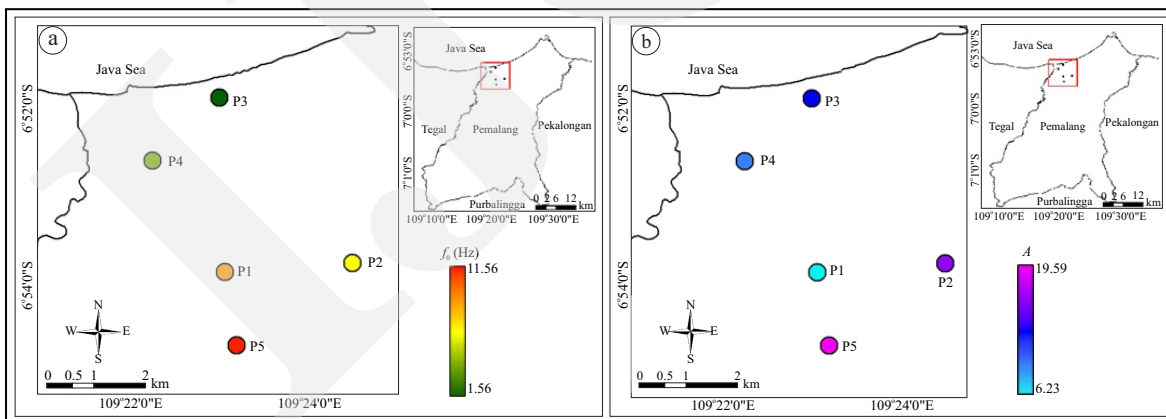 a
Java Sea
P3
P4
P1
P2
P5
N
W E
S
0 0.5 1 2
km
6°52'0"S
6°54'0"S
109°22'0"E
109°24'0"E
Java Sea
Tegal
Pemalang
Pekalongan
Purbalingga
0 2 6 12
km
6°53'0"S
7°0'0"S
7°1'0"S
109°10'0"E
109°20'0"E
109°30'0"E
f₀ (Hz)
11.56
1.56
b
Java Sea
P3
P4
P1
P2
P5
N
W E
S
0 0.5 1 2
km
6°52'0"S
6°54'0"S
109°22'0"E
109°24'0"E
Java Sea
Tegal
Pemalang
Pekalongan
Purbalingga
0 2 6 12
km
6°53'0"S
7°0'0"S
7°1'0"S
109°10'0"E
109°20'0"E
109°30'0"E
A
19.59
6.23